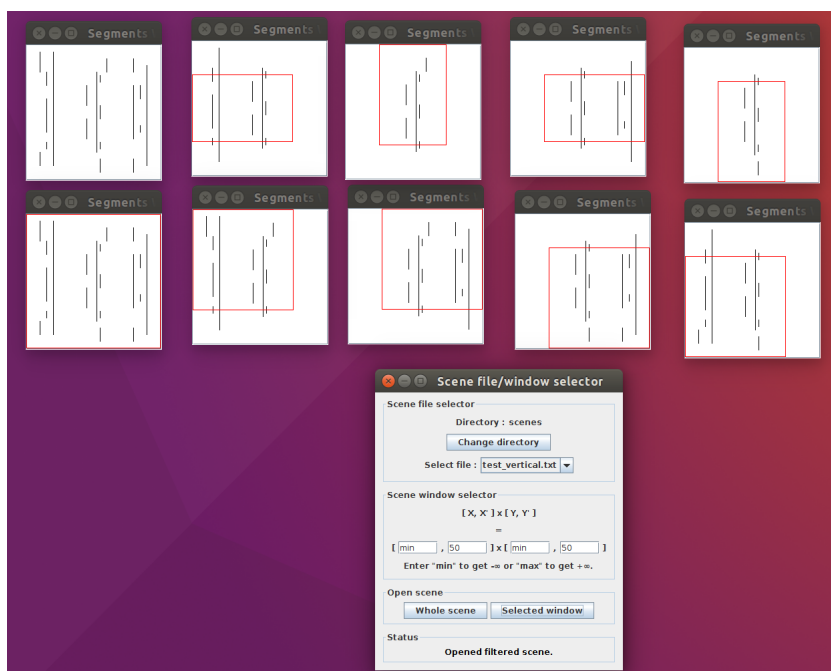 Segments
Segments
Segments
Segments
Segments
Segments
Segments
Segments
Segments
Segments
Scene file/window selector
Scene file selector
Directory : scenes
Change directory
Select file : test_vertical.txt
Scene window selector
[ X, X' ] x [ Y, Y' ]
=
[ min , 50 ] x [ min , 50 ]
Enter "min" to get -∞ or "max" to get +∞.
Open scene
Whole scene Selected window
Status
Opened filtered scene.